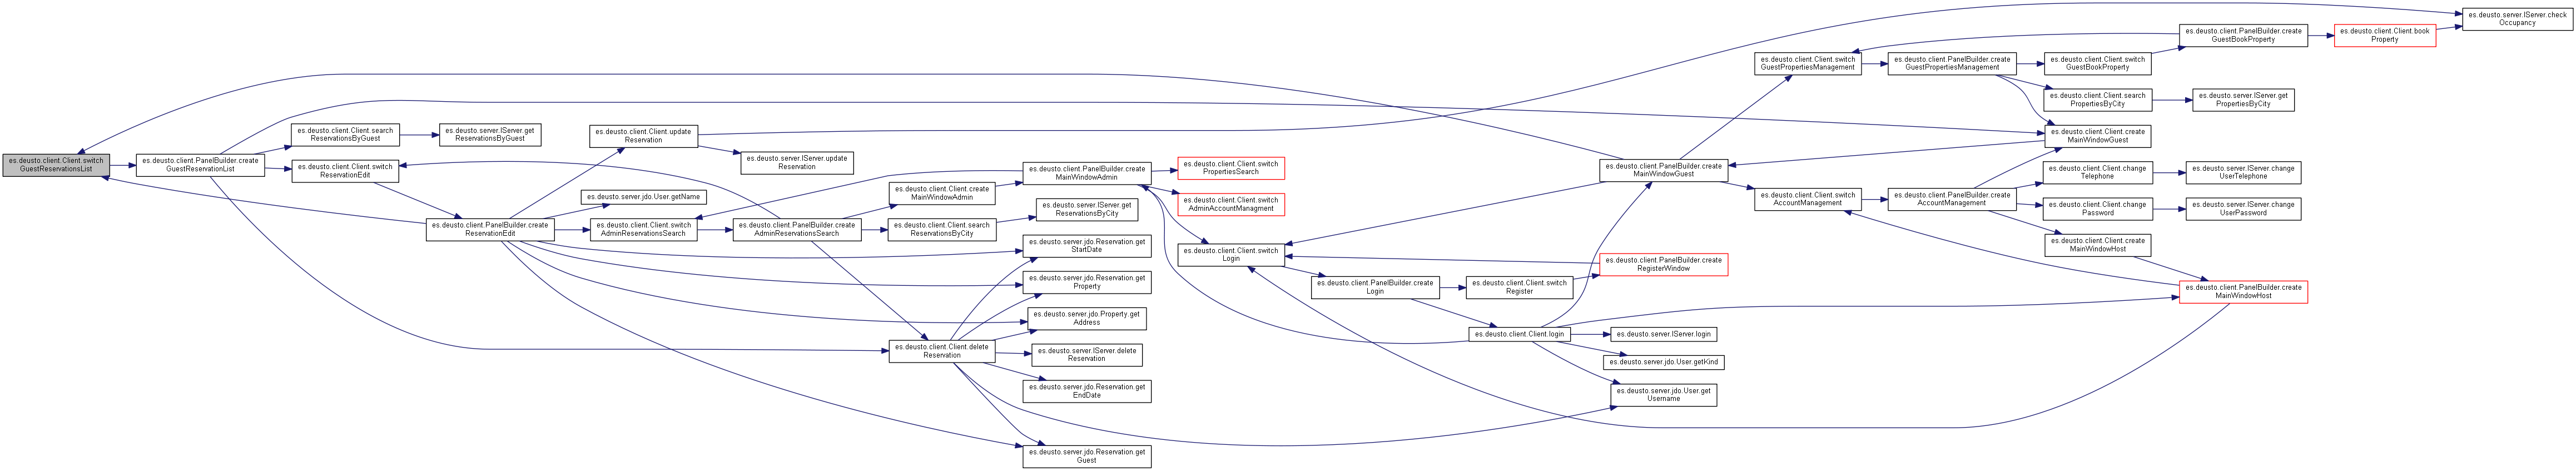 es.deusto.client.Client.switch
GuestReservationsList
es.deusto.client.PanelBuilder.create
GuestReservationList
es.deusto.client.Client.search
ReservationsByGuest
es.deusto.server.IServer.get
ReservationsByGuest
es.deusto.client.Client.switch
ReservationEdit
es.deusto.client.PanelBuilder.create
ReservationEdit
es.deusto.client.Client.update
Reservation
es.deusto.server.IServer.update
Reservation
es.deusto.server.jdo.User.getName
es.deusto.client.Client.switch
AdminReservationsSearch
es.deusto.client.PanelBuilder.create
AdminReservationsSearch
es.deusto.client.Client.create
MainWindowAdmin
es.deusto.client.Client.search
ReservationsByCity
es.deusto.client.PanelBuilder.create
MainWindowAdmin
es.deusto.server.IServer.get
ReservationsByCity
es.deusto.server.jdo.Reservation.get
StartDate
es.deusto.server.jdo.Reservation.get
Property
es.deusto.server.jdo.Property.get
Address
es.deusto.client.Client.delete
Reservation
es.deusto.server.IServer.delete
Reservation
es.deusto.server.jdo.Reservation.get
EndDate
es.deusto.server.jdo.Reservation.get
Guest
es.deusto.client.Client.switch
PropertiesSearch
es.deusto.client.Client.switch
AdminAccountManagment
es.deusto.client.Client.switch
Login
es.deusto.client.PanelBuilder.create
Login
es.deusto.client.Client.switch
Register
es.deusto.client.PanelBuilder.create
RegisterWindow
es.deusto.client.Client.login
es.deusto.server.IServer.login
es.deusto.server.jdo.User.getKind
es.deusto.server.jdo.User.get
Username
es.deusto.client.PanelBuilder.create
MainWindowGuest
es.deusto.client.Client.switch
GuestPropertiesManagement
es.deusto.client.PanelBuilder.create
GuestPropertiesManagement
es.deusto.client.Client.switch
GuestBookProperty
es.deusto.client.PanelBuilder.create
GuestBookProperty
es.deusto.client.Client.book
Property
es.deusto.server.IServer.check
Occupancy
es.deusto.client.Client.search
PropertiesByCity
es.deusto.server.IServer.get
PropertiesByCity
es.deusto.client.Client.create
MainWindowGuest
es.deusto.client.Client.switch
AccountManagement
es.deusto.client.PanelBuilder.create
AccountManagement
es.deusto.client.Client.change
Telephone
es.deusto.server.IServer.change
UserTelephone
es.deusto.client.Client.change
Password
es.deusto.server.IServer.change
UserPassword
es.deusto.client.Client.create
MainWindowHost
es.deusto.client.PanelBuilder.create
MainWindowHost